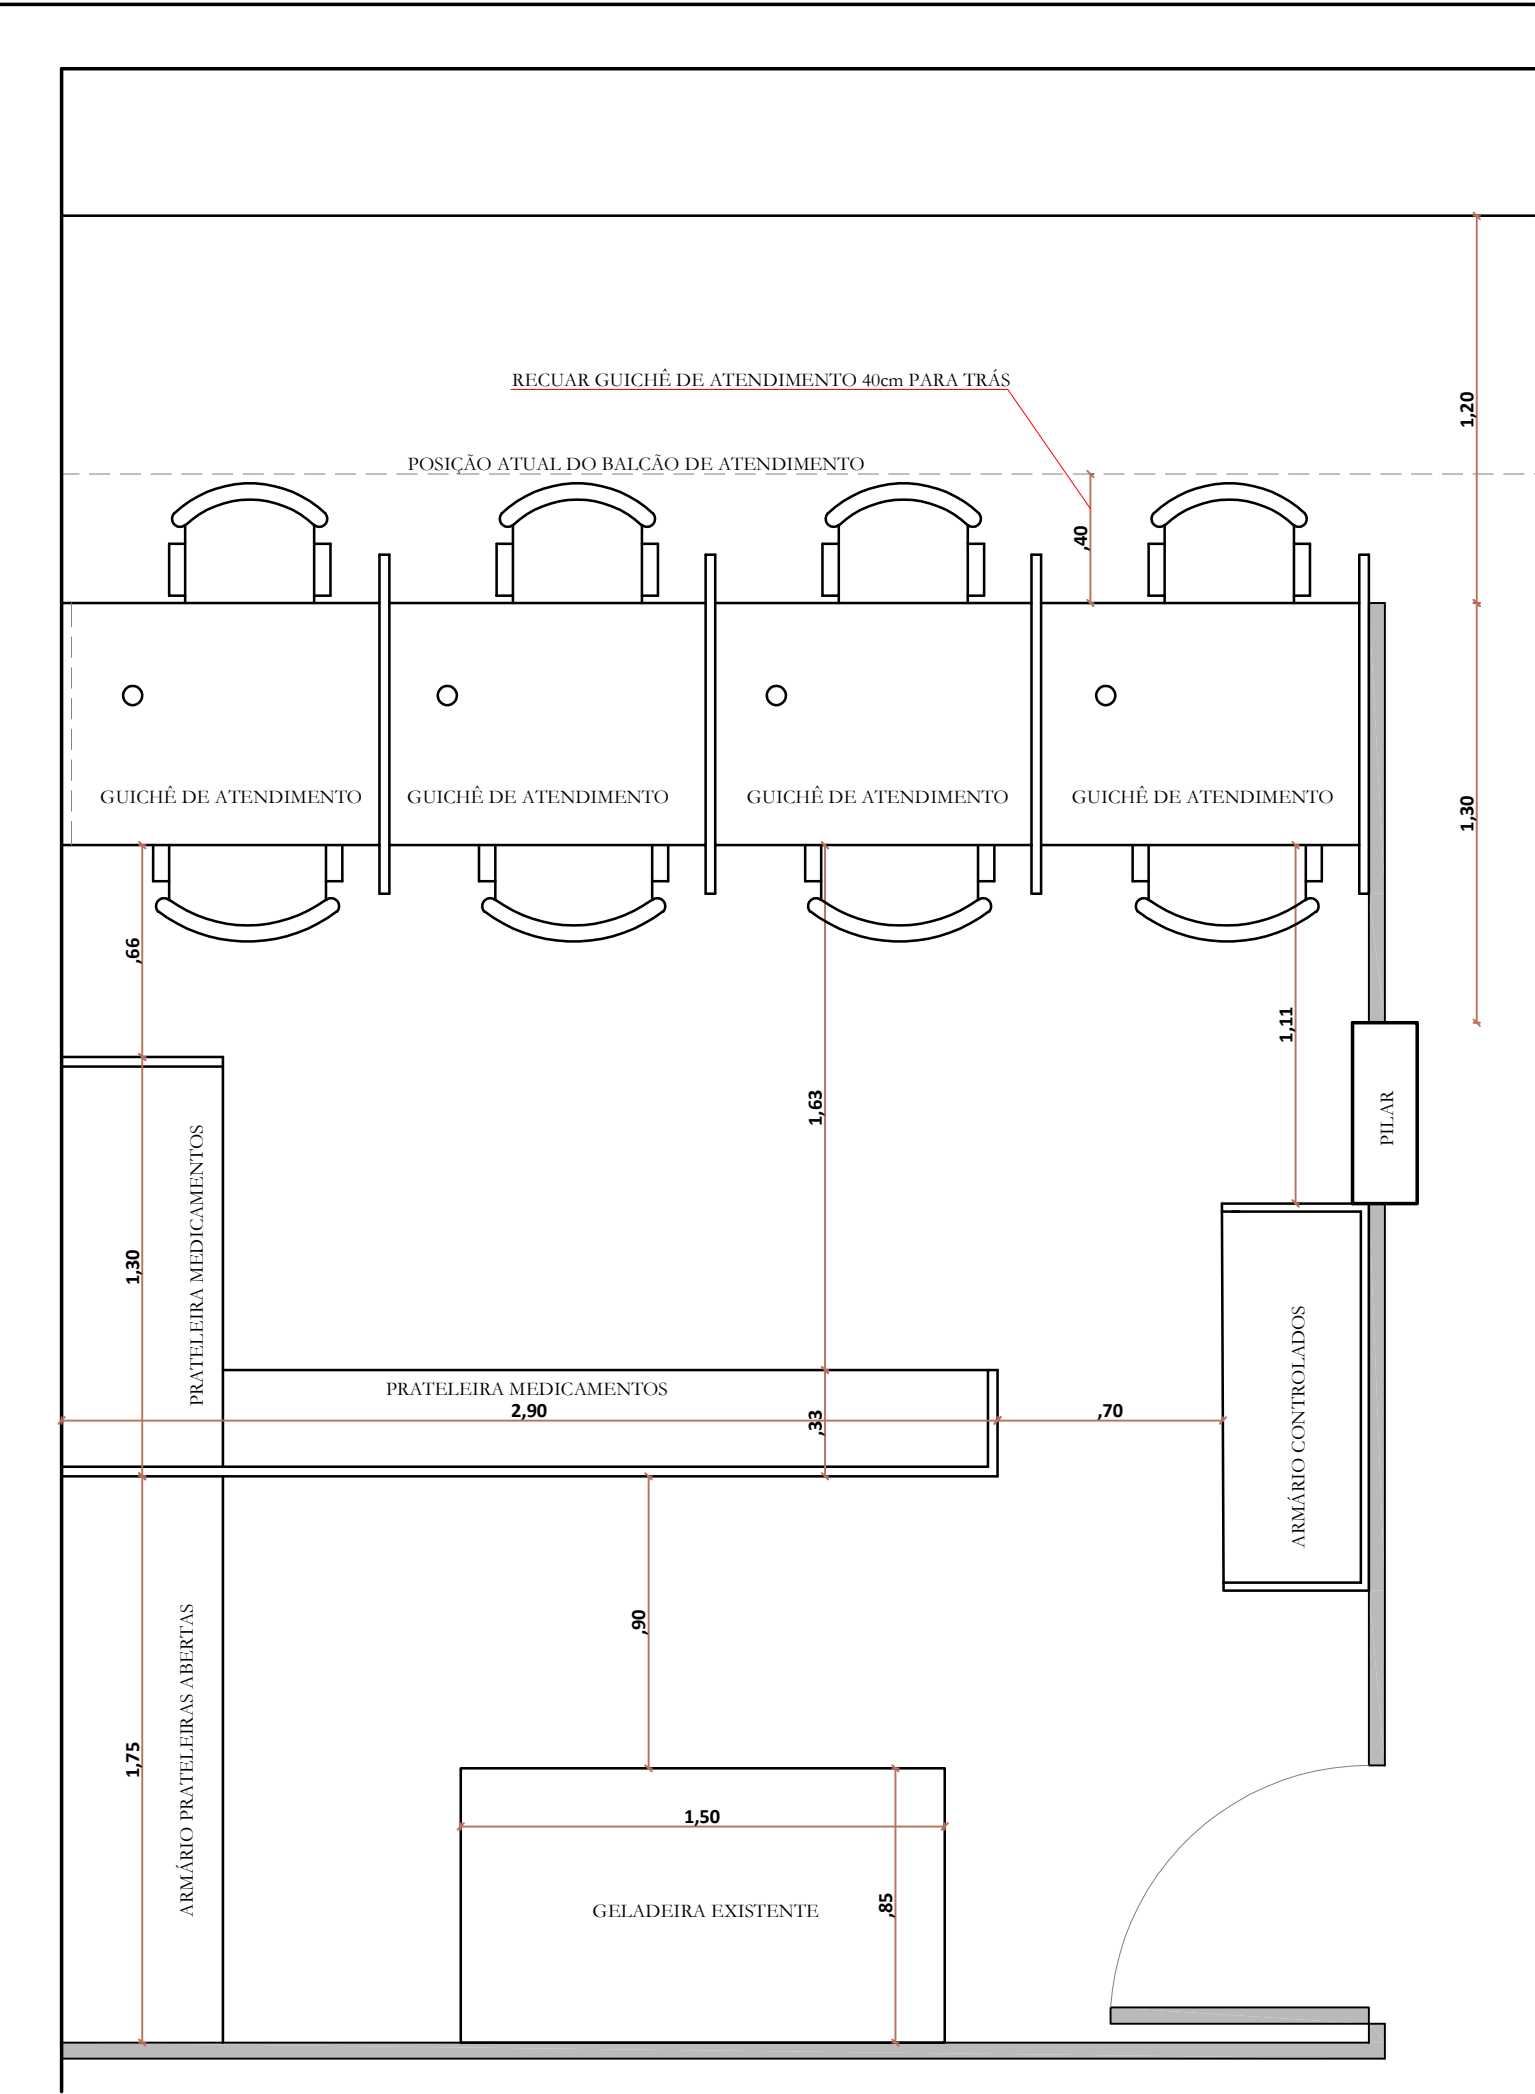 RECUAR GUICHÊ DE ATENDIMENTO 40cm PARA TRÁS
1,20
POSIÇÃO ATUAL DO BALCÃO DE ATENDIMENTO
,40
GUICHÊ DE ATENDIMENTO
GUICHÊ DE ATENDIMENTO
GUICHÊ DE ATENDIMENTO
GUICHÊ DE ATENDIMENTO
1,30
,66
1,11
1,63
PILAR
PRATELEIRA MEDICAMENTOS
1,30
PRATELEIRA MEDICAMENTOS
2,90
,33
,70
ARMÁRIO CONTROLADOS
,90
ARMÁRIO PRATELEIRAS ABERTAS
1,75
1,50
,85
GELADEIRA EXISTENTE